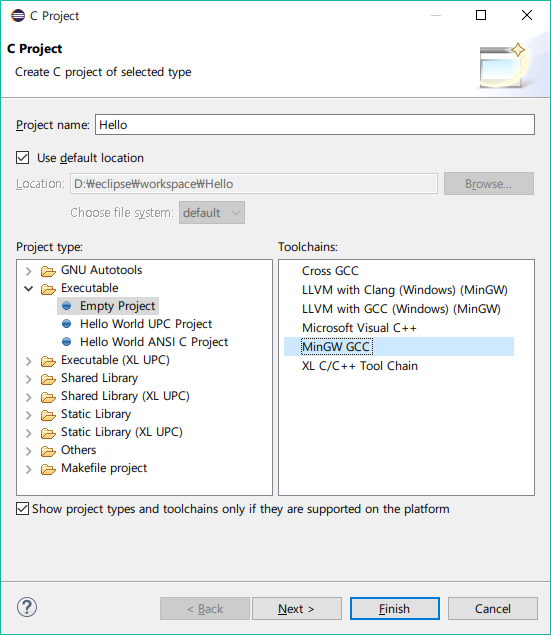 C Project
C Project
Create C project of selected type
Project name: Hello
Use default location
Location: D:₩eclipse₩workspace₩Hello Browse...
Choose file system: default
Project type: Toolchains:
GNU Autotools
Executable
Empty Project
Hello World UPC Project
Hello World ANSI C Project
Executable (XL UPC)
Shared Library
Shared Library (XL UPC)
Static Library
Static Library (XL UPC)
Others
Makefile project
Cross GCC
LLVM with Clang (Windows) (MinGW)
LLVM with GCC (Windows) (MinGW)
Microsoft Visual C++
MinGW GCC
XL C/C++ Tool Chain
Show project types and toolchains only if they are supported on the platform
? < Back Next > Finish Cancel